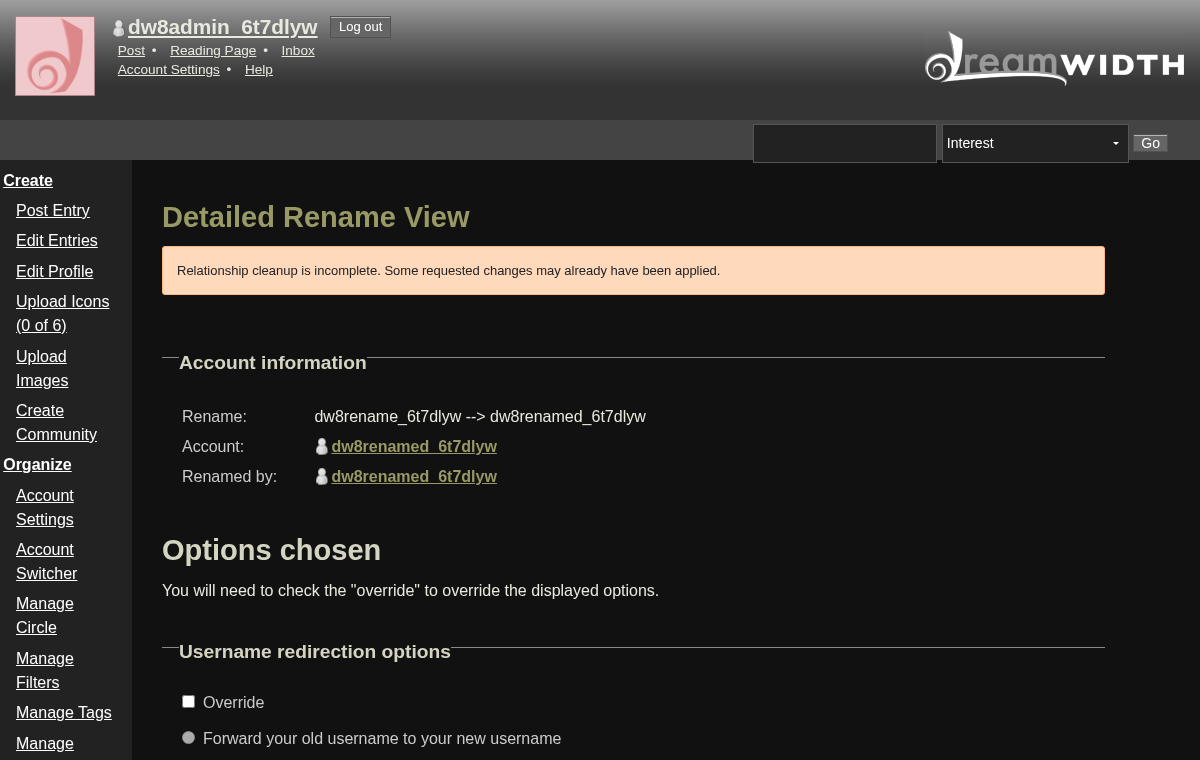 dw8admin_6t7dlyw Log out
Post • Reading Page • Inbox
Account Settings • Help
dreamwidth
Interest Go
Create
Post Entry
Edit Entries
Edit Profile
Upload Icons
(0 of 6)
Upload
Images
Create
Community
Organize
Account
Settings
Account
Switcher
Manage
Circle
Manage
Filters
Manage Tags
Manage
Detailed Rename View
Relationship cleanup is incomplete. Some requested changes may already have been applied.
Account information
Rename: dw8rename_6t7dlyw --> dw8renamed_6t7dlyw
Account: dw8renamed_6t7dlyw
Renamed by: dw8renamed_6t7dlyw
Options chosen
You will need to check the "override" to override the displayed options.
Username redirection options
Override
Forward your old username to your new username